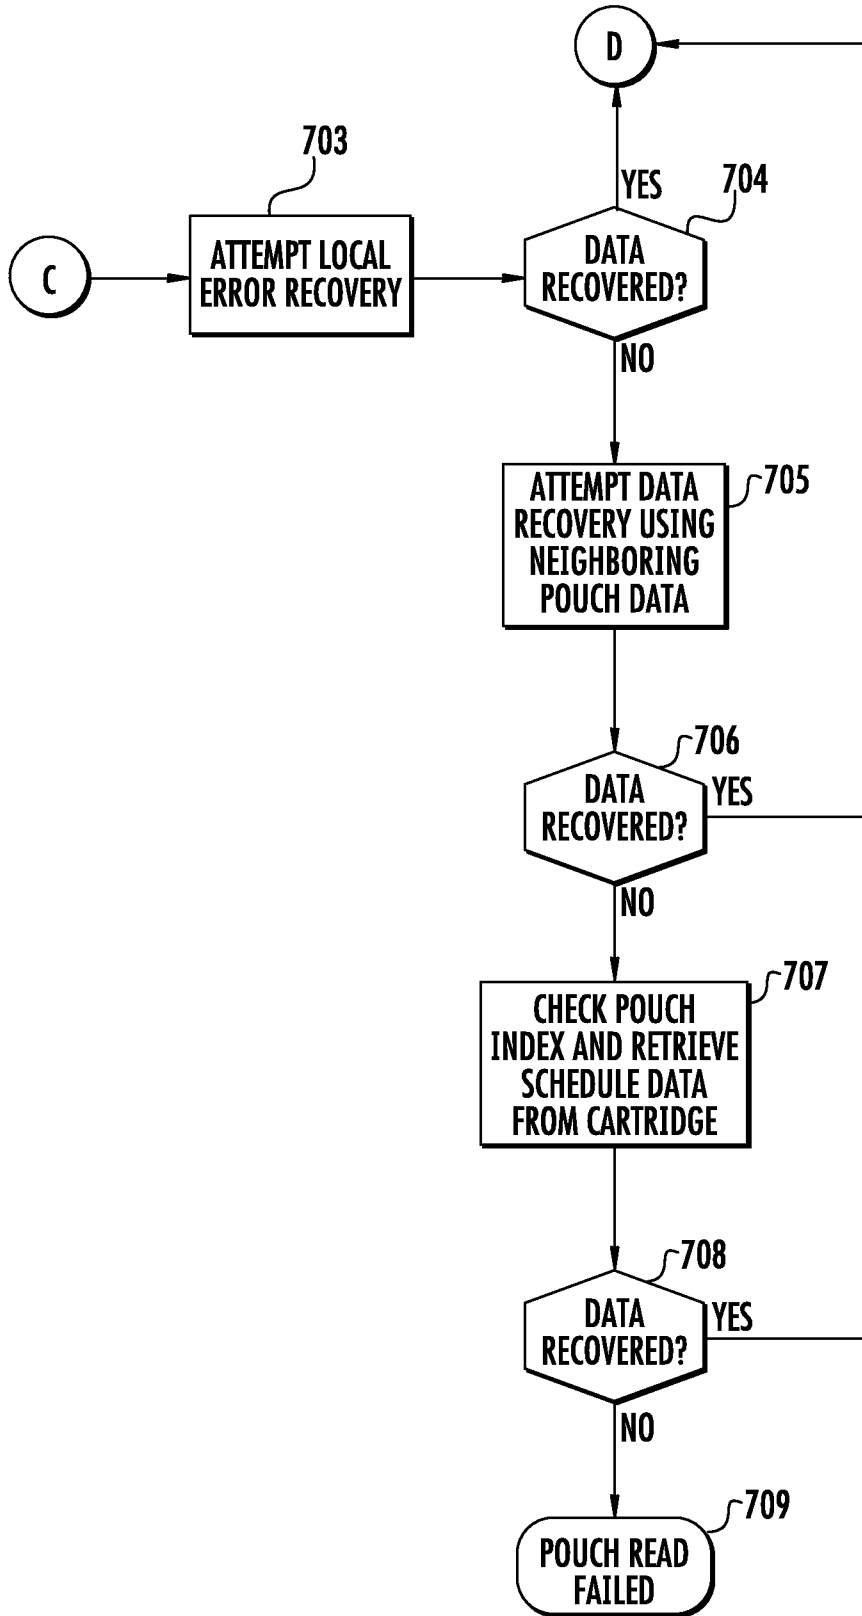 D
703
YES
704
C
ATTEMPT LOCAL
ERROR RECOVERY
DATA
RECOVERED?
NO
705
ATTEMPT DATA
RECOVERY USING
NEIGHBORING
POUCH DATA
706
DATA
RECOVERED?
YES
NO
707
CHECK POUCH
INDEX AND RETRIEVE
SCHEDULE DATA
FROM CARTRIDGE
708
DATA
RECOVERED?
YES
NO
709
POUCH READ
FAILED